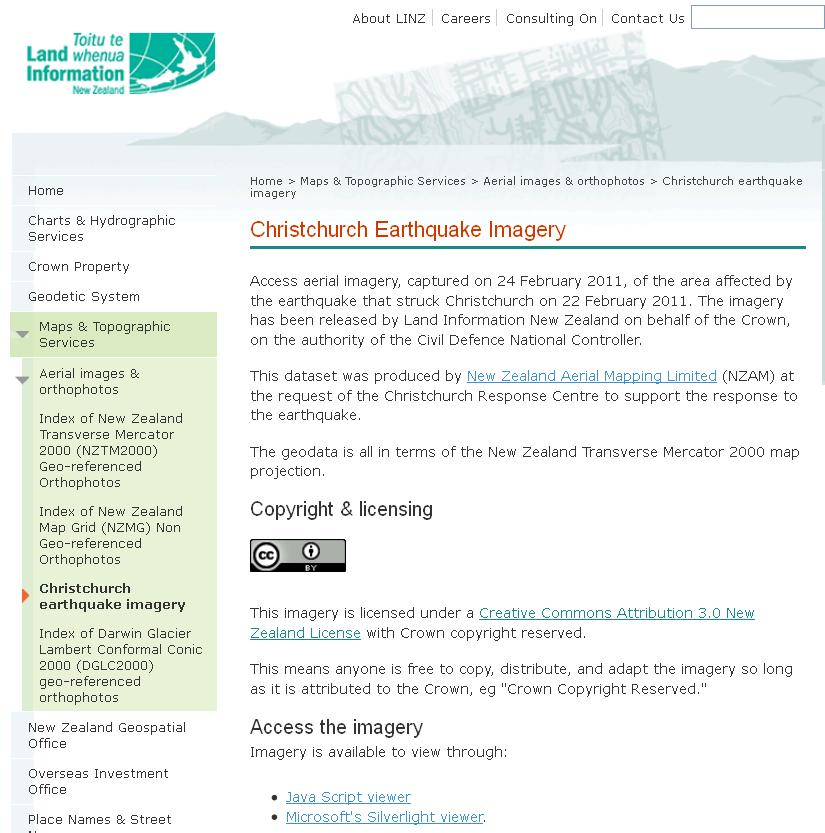 About LINZ
Careers
Consulting On
Contact Us
Toitu te
Land whenua
Information
New Zealand
Home
Charts & Hydrographic
Services
Crown Property
Geodetic System
Maps & Topographic
Services
Aerial images &
orthophotos
Index of New Zealand
Transverse Mercator
2000 (NZTM2000)
Geo-referenced
Orthophotos
Index of New Zealand
Map Grid (NZMG) Non
Geo-referenced
Orthophotos
Christchurch
earthquake imagery
Index of Darwin Glacier
Lambert Conformal Conic
2000 (DGLC2000)
geo-referenced
orthophotos
New Zealand Geospatial
Office
Overseas Investment
Office
Place Names & Street
Home > Maps & Topographic Services > Aerial images & orthophotos > Christchurch earthquake
imagery
Christchurch Earthquake Imagery
Access aerial imagery, captured on 24 February 2011, of the area affected by
the earthquake that struck Christchurch on 22 February 2011. The imagery
has been released by Land Information New Zealand on behalf of the Crown,
on the authority of the Civil Defence National Controller.
This dataset was produced by New Zealand Aerial Mapping Limited (NZAM) at
the request of the Christchurch Response Centre to support the response to
the earthquake.
The geodata is all in terms of the New Zealand Transverse Mercator 2000 map
projection.
Copyright & licensing
cc
BY
This imagery is licensed under a Creative Commons Attribution 3.0 New
Zealand License with Crown copyright reserved.
This means anyone is free to copy, distribute, and adapt the imagery so long
as it is attributed to the Crown, eg "Crown Copyright Reserved."
Access the imagery
Imagery is available to view through:
• Java Script viewer
• Microsoft's Silverlight viewer.